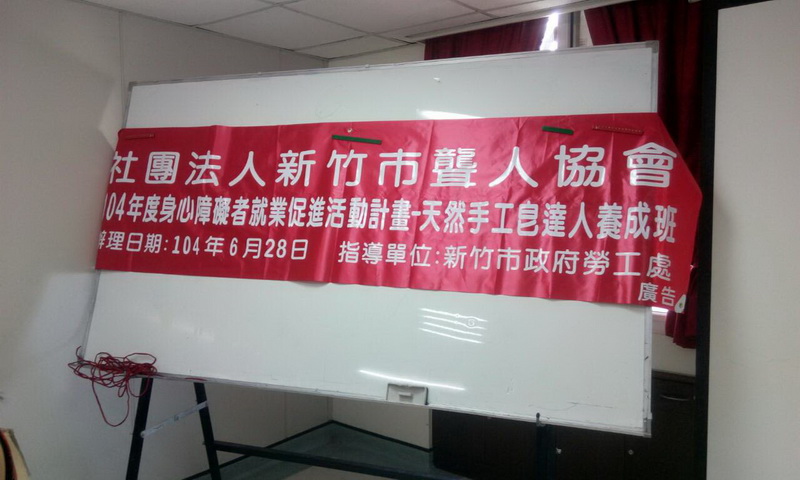 社團法人新竹市聾人協會
104年度身心障礙者就業促進活動計畫-天然手工皂達人養成班
辦理日期:104年6月28日 指導單位:新竹市政府勞工處
廣告